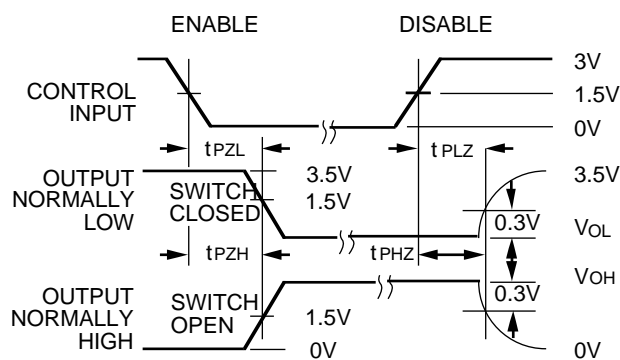 ENABLE DISABLE
3V
CONTROL
INPUT
1.5V
0V
tPZL tPLZ
OUTPUT
NORMALLY
LOW
SWITCH
CLOSED
3.5V
1.5V
3.5V
0.3V
VOL
tPZH tPHZ
VOH
0.3V
OUTPUT
NORMALLY
HIGH
SWITCH
OPEN
1.5V
0V
0V